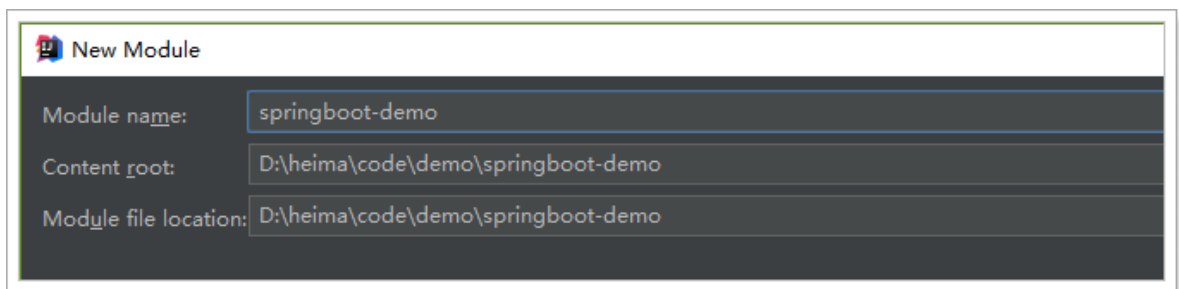 New Module
Module name: springboot-demo
Content root: D:\heima\code\demo\springboot-demo
Module file location: D:\heima\code\demo\springboot-demo